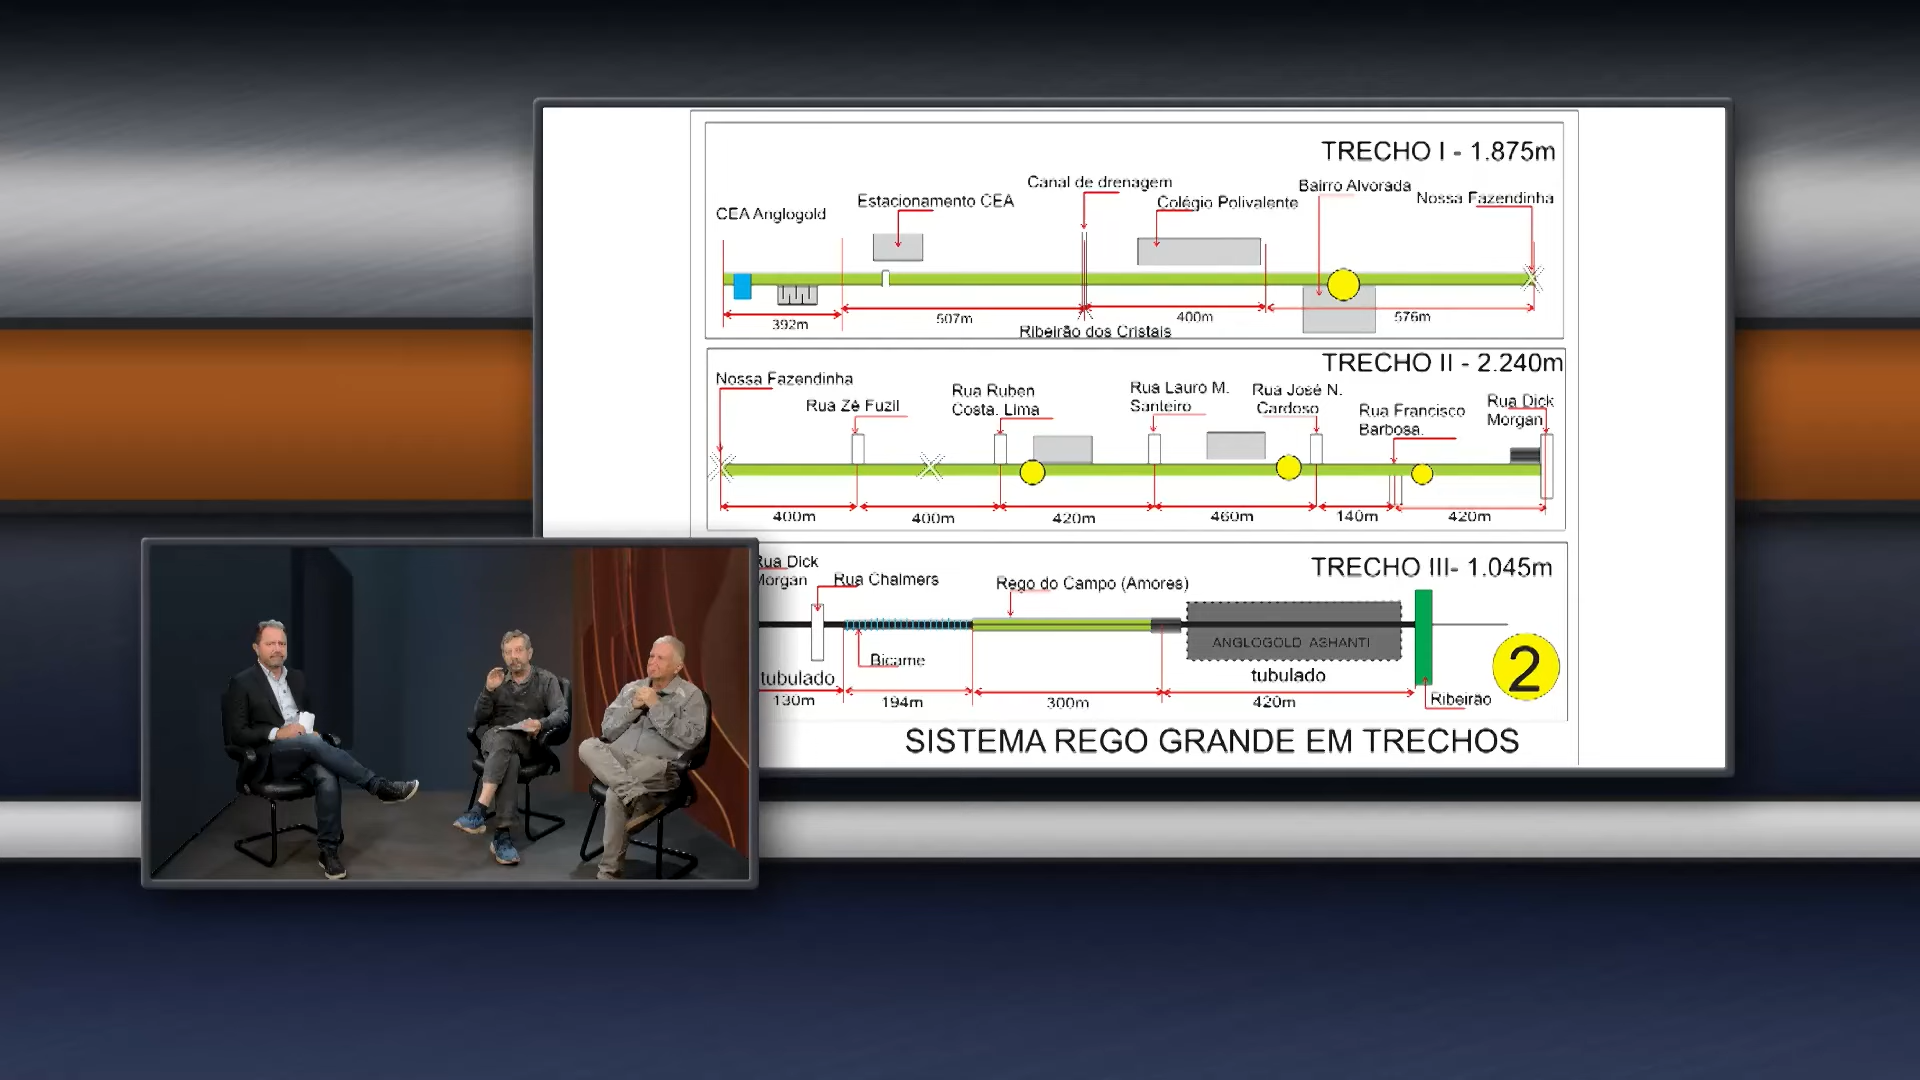 TRECHO I - 1.875m
Canal de drenagem
Bairro Alvorada
Estacionamento CEA
Colégio Polivalente
Nossa Fazendinha
CEA Anglogold
392m
507m
400m
576m
Ribeirão dos Cristais
TRECHO II - 2.240m
Nossa Fazendinha
Rua Zé Fuzil
Rua Ruben
Costa. Lima
Rua Lauro M.
Santeiro
Rua José N.
Cardoso
Rua Francisco
Barbosa.
Rua Dick
Morgan
400m
400m
420m
460m
140m
420m
TRECHO III- 1.045m
Rua Dick
Morgan
Rua Chalmers
Rego do Campo (Amores)
ANGLOGOLD ASHANTI
Bicame
tubulado
tubulado
130m
194m
300m
420m
Ribeirão
2
SISTEMA REGO GRANDE EM TRECHOS